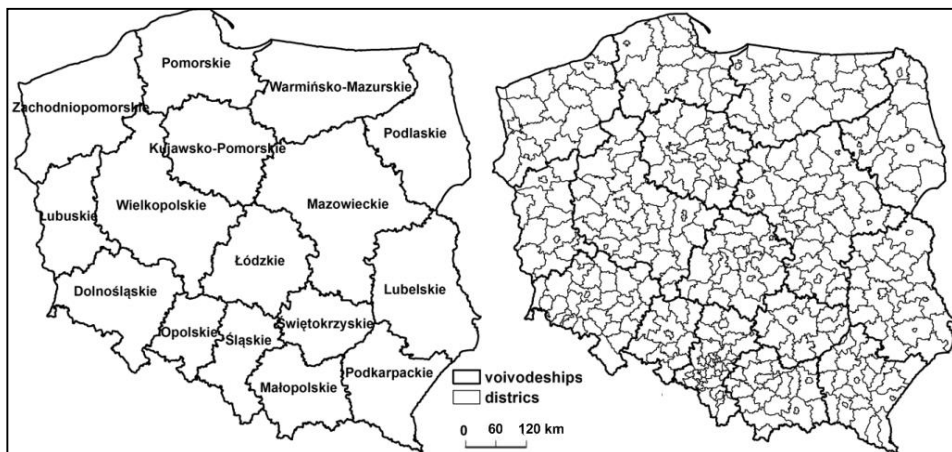 Pomorskie
Warmińsko-Mazurskie
Zachodniopomorskie
Podlaskie
Kujawsko-Pomorskie
Wielkopolskie
Mazowieckie
Lubuskie
Łódzkie
Dolnośląskie
Lubelskie
Opolskie
Śląskie
Świętokrzyskie
Małopolskie
Podkarpackie
voivodeships
districs
0 60 120 km